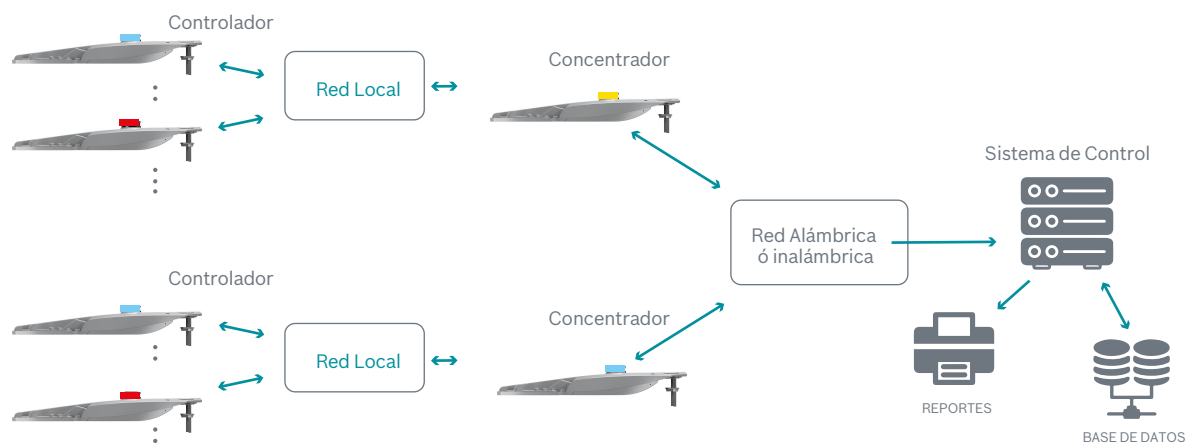 Controlador
Red Local
Concentrador
Sistema de Control
Red Alámbrica
ó inalámbrica
Controlador
Red Local
Concentrador
REPORTES
BASE DE DATOS